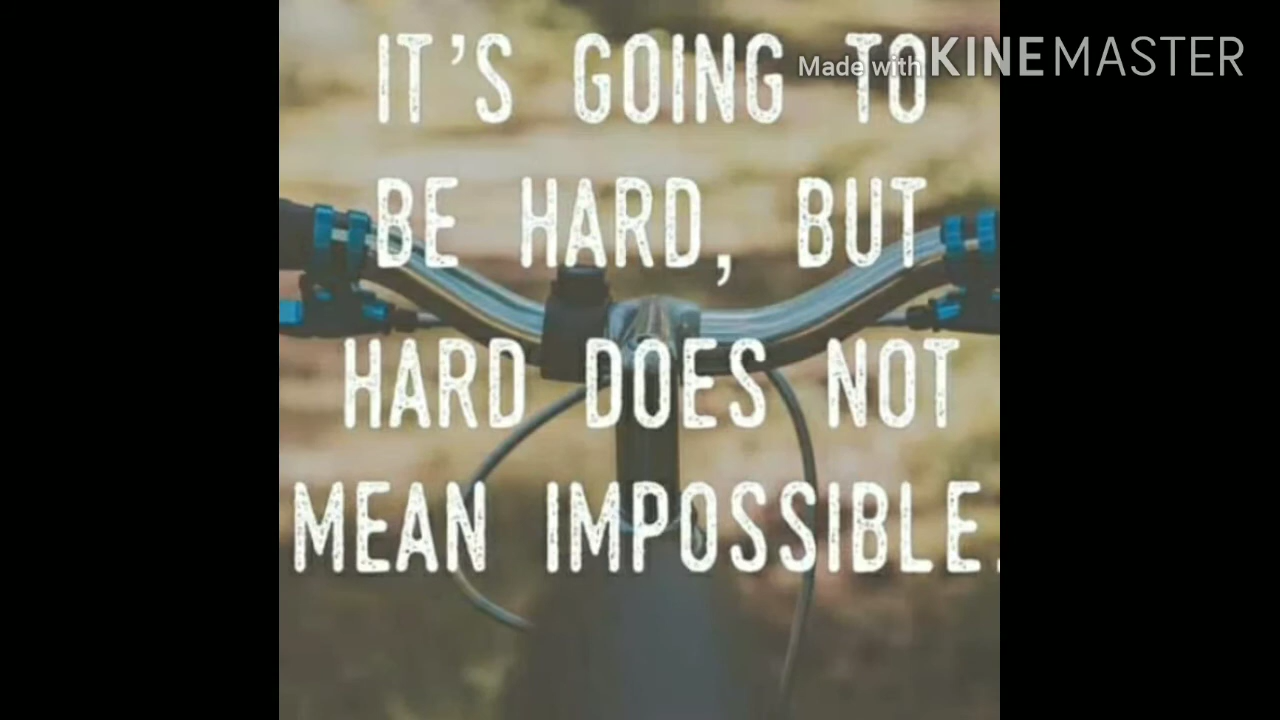 IT'S GOING TO
Made with KINEMASTER
BE HARD, BUT
HARD DOES NOT
MEAN IMPOSSIBLE.